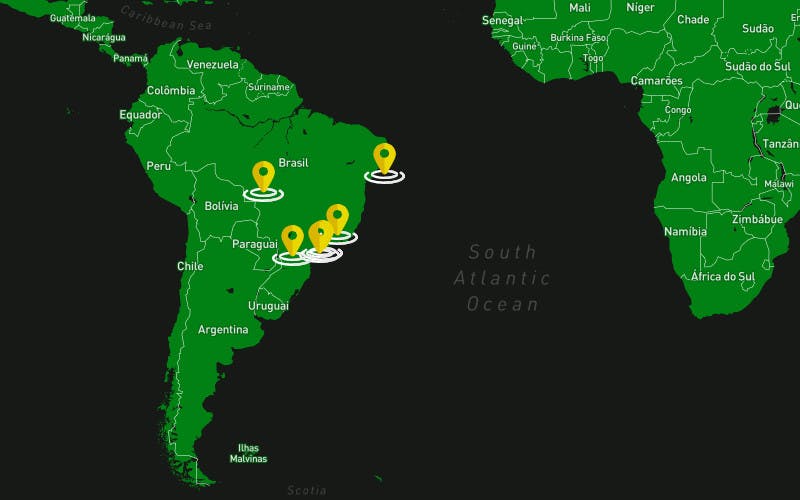 Caribbean Sea
Guatemala
Nicarágua
Panamá
Venezuela
Suriname
Colômbia
Equador
Peru
Brasil
Bolívia
Paraguai
Chile
Uruguai
Argentina
Ilhas
Malvinas
Scotia
South
Atlantic
Ocean
Mali
Níger
Senegal
Chade
Sudão
Burkina Faso
Guiné
Togo
Sudão do Sul
Camarões
Congo
Tanzân
Angola
Malawi
Zimbábue
Namíbia
África do Sul